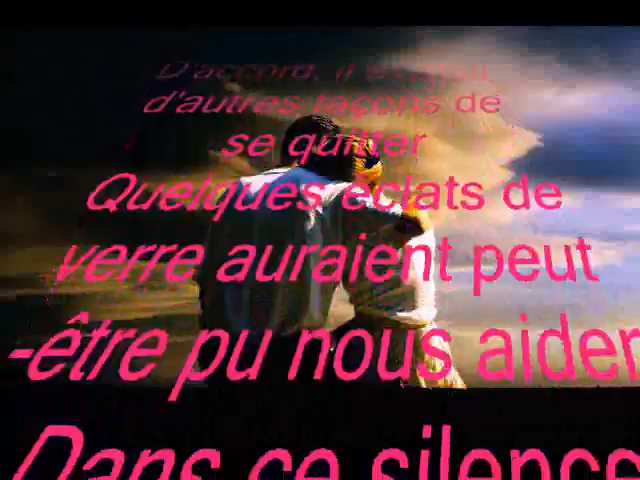 D'accord, il existait
d'autres façons de
se quitter
Quelques éclats de
verre auraient peut
-être pu nous aider
Dans ce silence